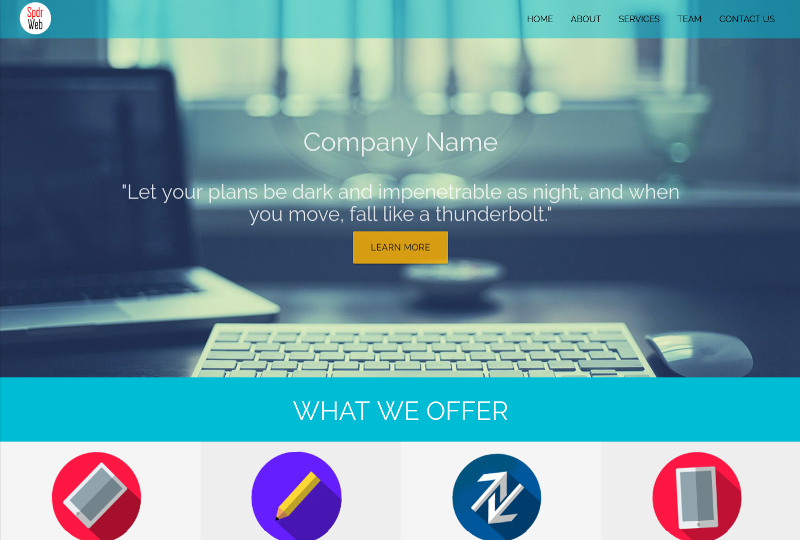 Spdr
Web
HOME ABOUT SERVICES TEAM CONTACT US
Company Name
"Let your plans be dark and impenetrable as night, and when
you move, fall like a thunderbolt."
LEARN MORE
WHAT WE OFFER